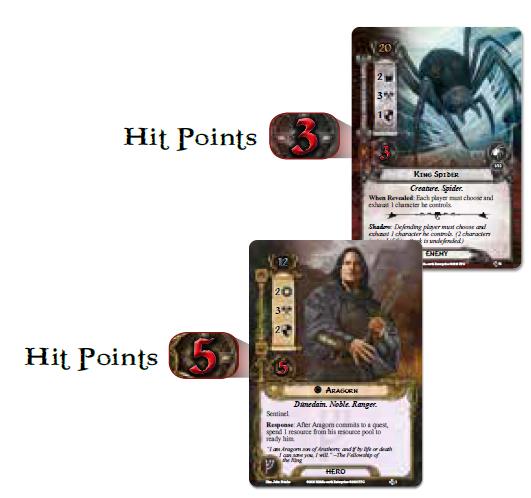 20
2
3
1
Hit Points 3
3
King Spider
Creature. Spider.
When Revealed: Each player must choose and
exhaust 1 character he controls.
Shadow: Defending player must choose and
exhaust 1 character he controls. (2 characters
is undefended.)
ENEMY
12
2
3
2
Hit Points 5
5
Aragorn
Dúnedain. Noble. Ranger.
Sentinel.
Response: After Aragorn commits to a quest,
spend 1 resource from his resource pool to
ready him.
"I am Aragorn son of Arathorn; and if by life or death
I can save you, I will." –The Fellowship of
the Ring
HERO